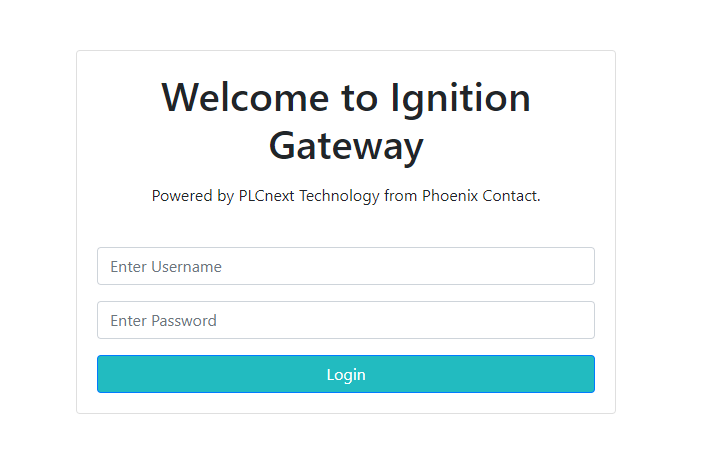 Welcome to Ignition
Gateway
Powered by PLCnext Technology from Phoenix Contact.
Enter Username
Enter Password
Login